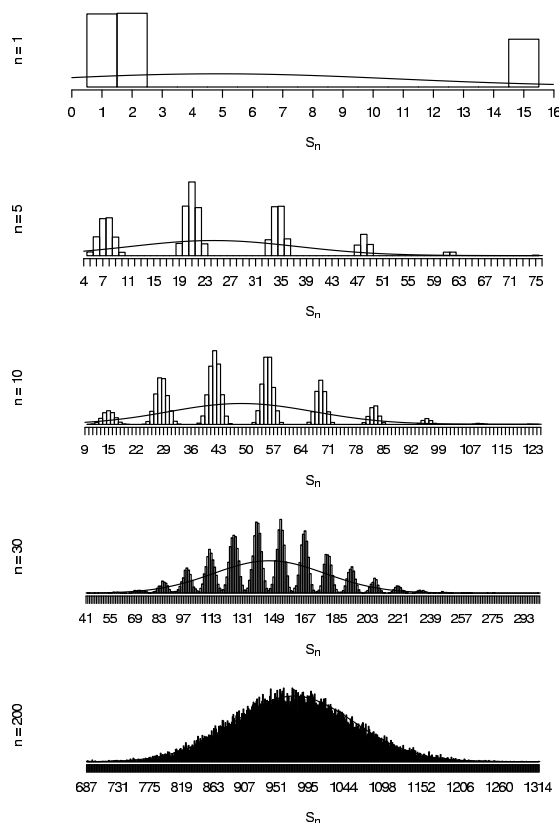 n = 1
0 1 2 3 4 5 6 7 8 9 10 11 12 13 14 15 16
Sn
n = 5
4 7 11 15 19 23 27 31 35 39 43 47 51 55 59 63 67 71 75
Sn
n = 10
9 15 22 29 36 43 50 57 64 71 78 85 92 99 107 115 123
Sn
n = 30
41 55 69 83 97 113 131 149 167 185 203 221 239 257 275 293
Sn
n = 200
687 731 775 819 863 907 951 995 1044 1098 1152 1206 1260 1314
Sn